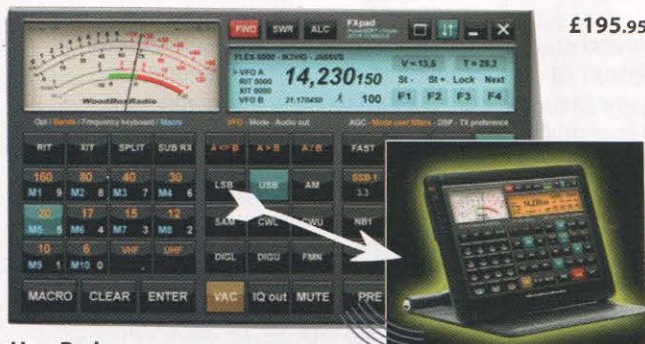 £195.95
FWD SWR ALC FXpad
WoodBoxRadio
FLEX-5000 - IK3VIG - JN55VS
V = 13,5 T = 29,2
VFO A 14,230150
RIT 0000
XIT 0000
VFO B 21.170450 100
St - St + Lock Next
F1 F2 F3 F4
Opt / Bands / Frequency keyboard / Macro
VFO - Mode - Audio out
AGC - Mode user filters - DSP - TX preference
RIT XIT SPLIT SUB RX A <> B A > B A / B FAST
160 80 40 30 LSB USB AM SSB 1
M1 9 M2 8 M3 7 M4 6 3.3
20 17 15 12 SAM CWL CWU NB1
M5 5 M6 4 M7 3 M8 2
10 6 VHF UHF DIGL DIGU FMN
M9 1 M10 0 .
MACRO CLEAR ENTER VAC IQ out MUTE PRE